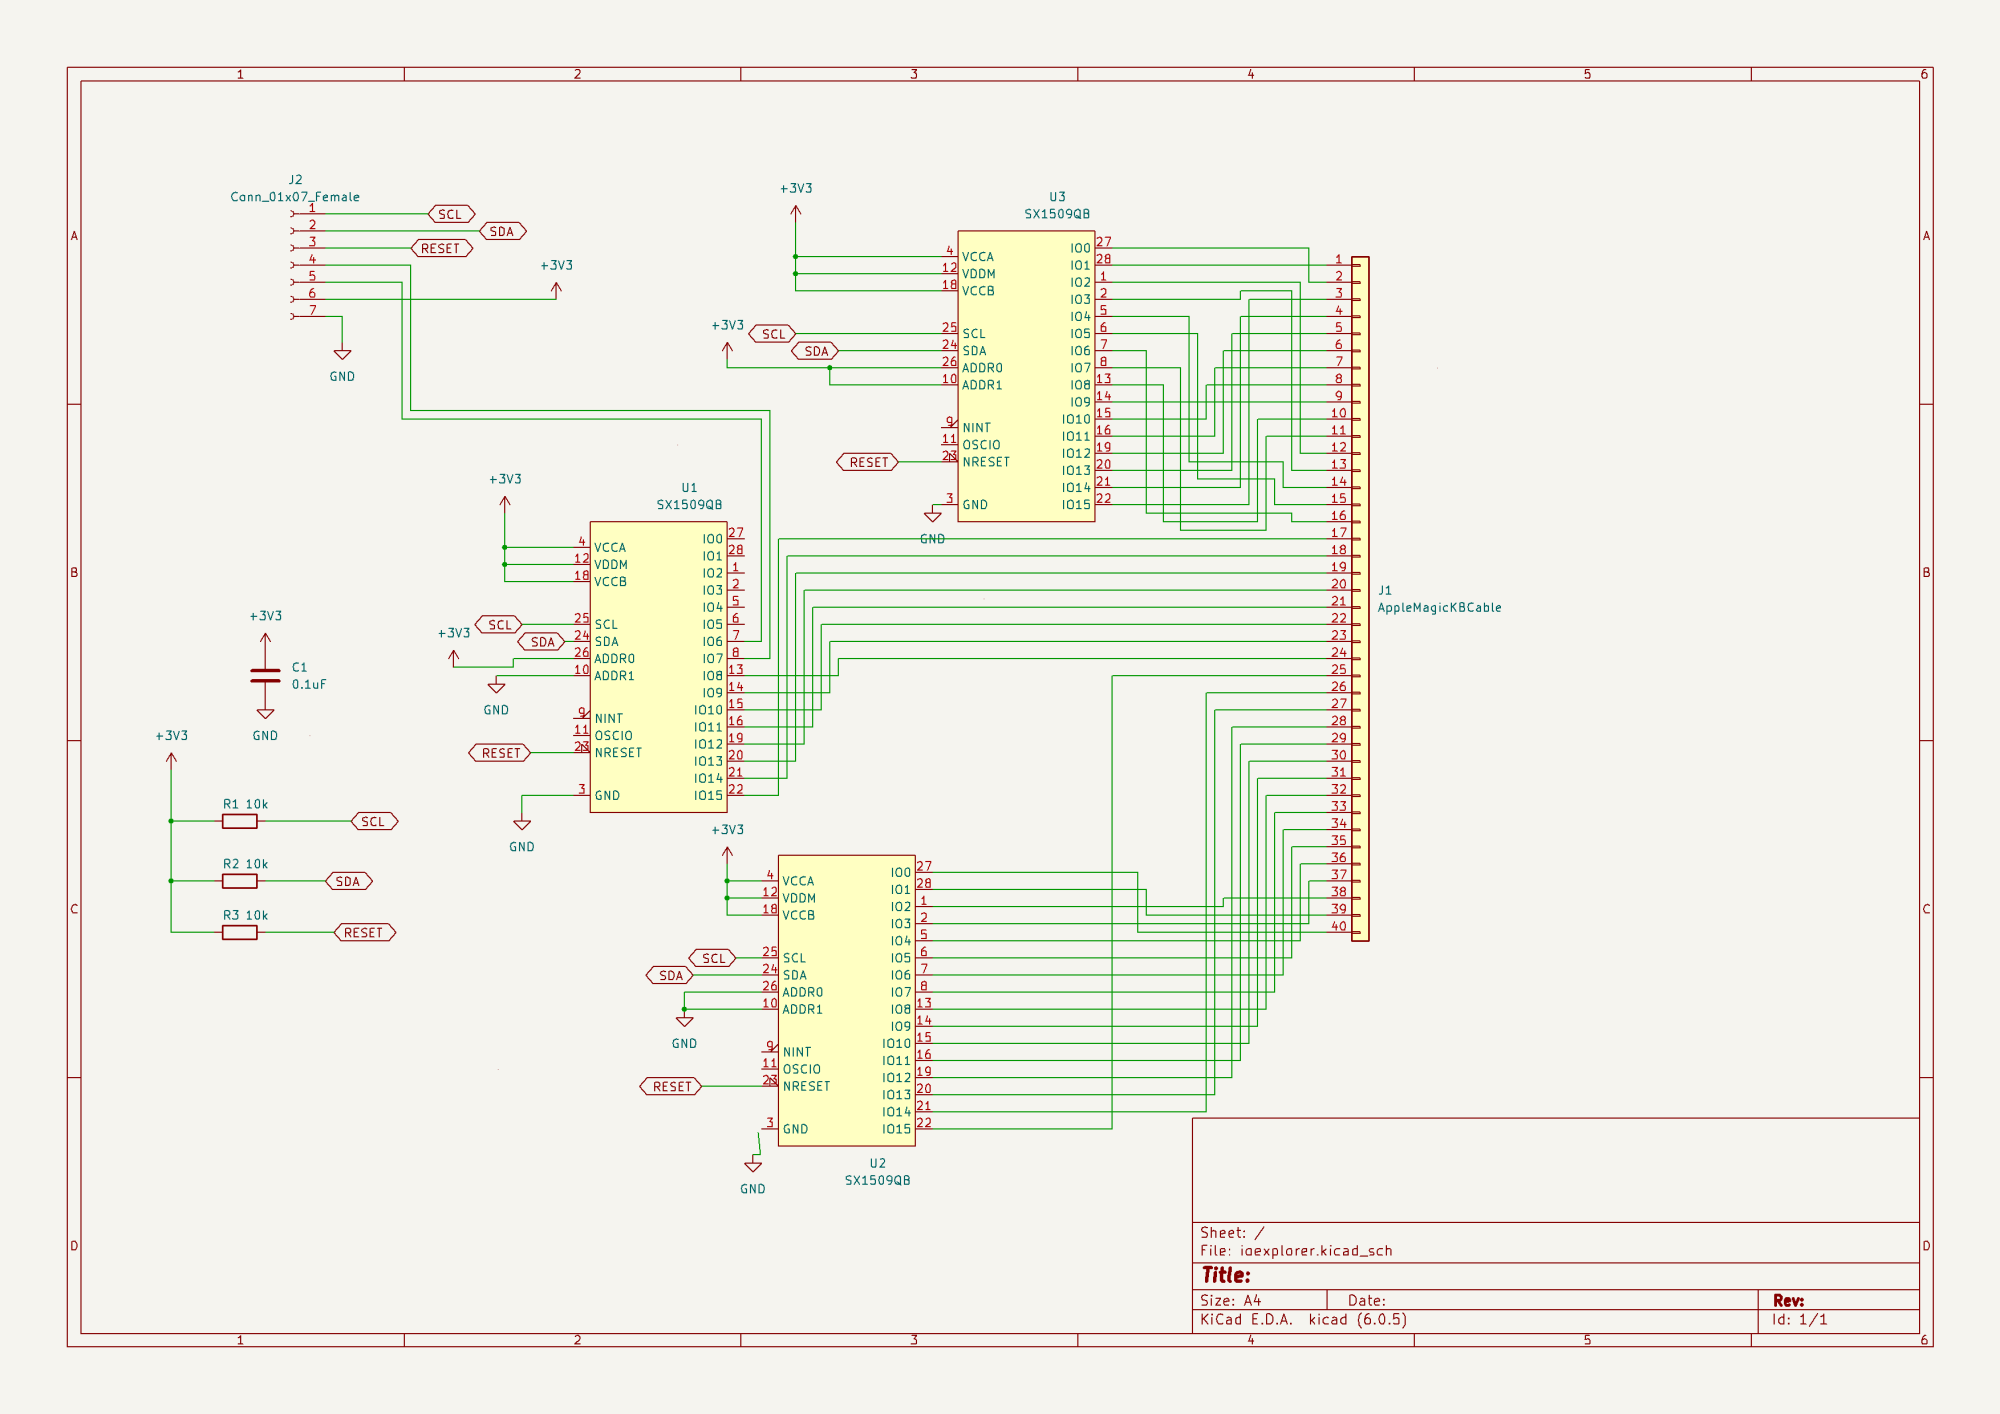 1 2 3 4 5 6
A
B
C
D
A
B
C
D
1 2 3 4 5 6
J2
Conn_01x07_Female
1 SCL
2 SDA
3 RESET
4
5
6
7
+3V3
GND
+3V3
U3
SX1509QB
4 VCCA
12 VDDM
18 VCCB
+3V3
SCL 25 SCL
SDA 24 SDA
26 ADDR0
10 ADDR1
9 NINT
11 OSCIO
RESET 23 NRESET
3 GND
GND
IO0 27
IO1 28
IO2 1
IO3 2
IO4 5
IO5 6
IO6 7
IO7 8
IO8 13
IO9 14
IO10 15
IO11 16
IO12 19
IO13 20
IO14 21
IO15 22
+3V3
U1
SX1509QB
4 VCCA
12 VDDM
18 VCCB
SCL 25 SCL
+3V3
SDA 24 SDA
26 ADDR0
10 ADDR1
GND
9 NINT
11 OSCIO
RESET 23 NRESET
3 GND
GND
IO0 27
IO1 28
IO2 1
IO3 2
IO4 5
IO5 6
IO6 7
IO7 8
IO8 13
IO9 14
IO10 15
IO11 16
IO12 19
IO13 20
IO14 21
IO15 22
+3V3
C1
0.1uF
GND
+3V3
R1 10k
SCL
R2 10k
SDA
R3 10k
RESET
+3V3
4 VCCA
12 VDDM
18 VCCB
SCL 25 SCL
SDA 24 SDA
26 ADDR0
10 ADDR1
GND
9 NINT
11 OSCIO
RESET 23 NRESET
3 GND
GND
IO0 27
IO1 28
IO2 1
IO3 2
IO4 5
IO5 6
IO6 7
IO7 8
IO8 13
IO9 14
IO10 15
IO11 16
IO12 19
IO13 20
IO14 21
IO15 22
U2
SX1509QB
1
2
3
4
5
6
7
8
9
10
11
12
13
14
15
16
17
18
19
20
21
22
23
24
25
26
27
28
29
30
31
32
33
34
35
36
37
38
39
40
J1
AppleMagicKBCable
Sheet: /
File: ioexplorer.kicad_sch
Title:
Size: A4 Date: Rev:
KiCad E.D.A. kicad (6.0.5) Id: 1/1